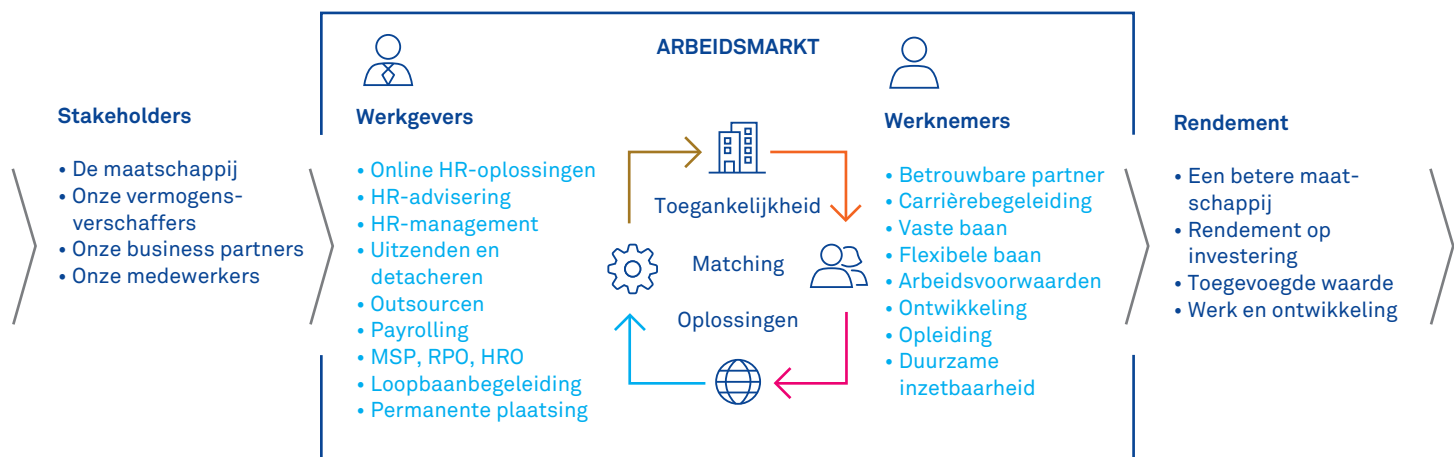 ARBEIDSMARKT
Stakeholders
• De maatschappij
• Onze vermogens-
verschaffers
• Onze business partners
• Onze medewerkers
Werkgevers
• Online HR-oplossingen
• HR-advisering
• HR-management
• Uitzenden en
detacheren
• Outsourcen
• Payrolling
• MSP, RPO, HRO
• Loopbaanbegeleiding
• Permanente plaatsing
Toegankelijkheid
Matching
Oplossingen
Werknemers
• Betrouwbare partner
• Carrièrebegeleiding
• Vaste baan
• Flexibele baan
• Arbeidsvoorwaarden
• Ontwikkeling
• Opleiding
• Duurzame
inzetbaarheid
Rendement
• Een betere maat-
schappij
• Rendement op
investering
• Toegevoegde waarde
• Werk en ontwikkeling